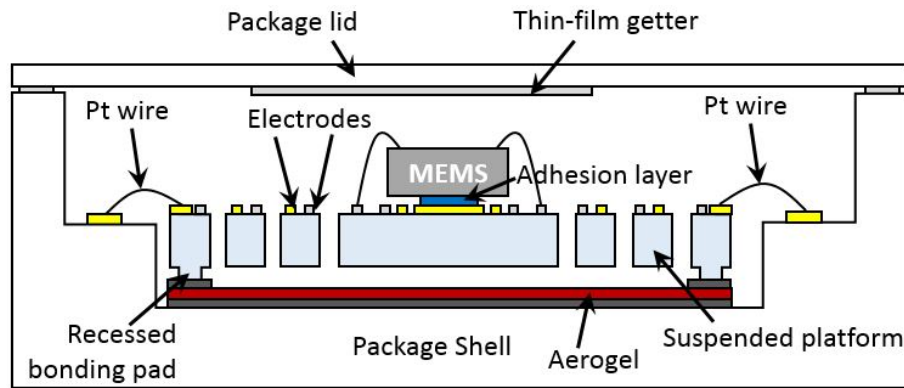 Package lid
Thin-film getter
Pt wire
Electrodes
Pt wire
MEMS
Adhesion layer
Recessed
bonding pad
Package Shell
Aerogel
Suspended platform